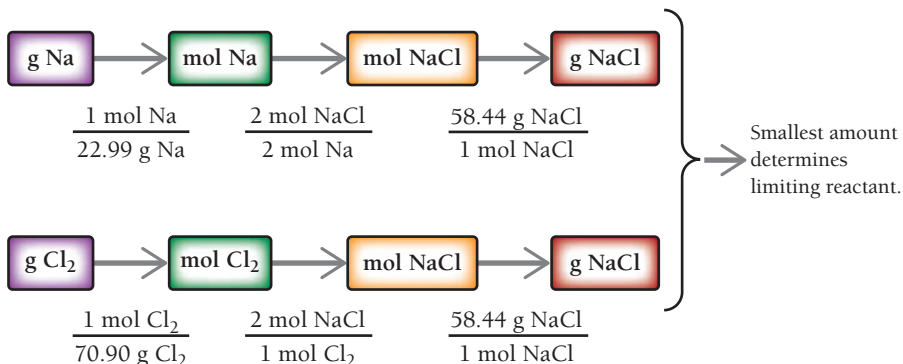 g Na mol Na mol NaCl g NaCl
1 mol Na 2 mol NaCl 58.44 g NaCl
22.99 g Na 2 mol Na 1 mol NaCl
Smallest amount
determines
limiting reactant.
g Cl₂ mol Cl₂ mol NaCl g NaCl
1 mol Cl₂ 2 mol NaCl 58.44 g NaCl
70.90 g Cl₂ 1 mol Cl₂ 1 mol NaCl